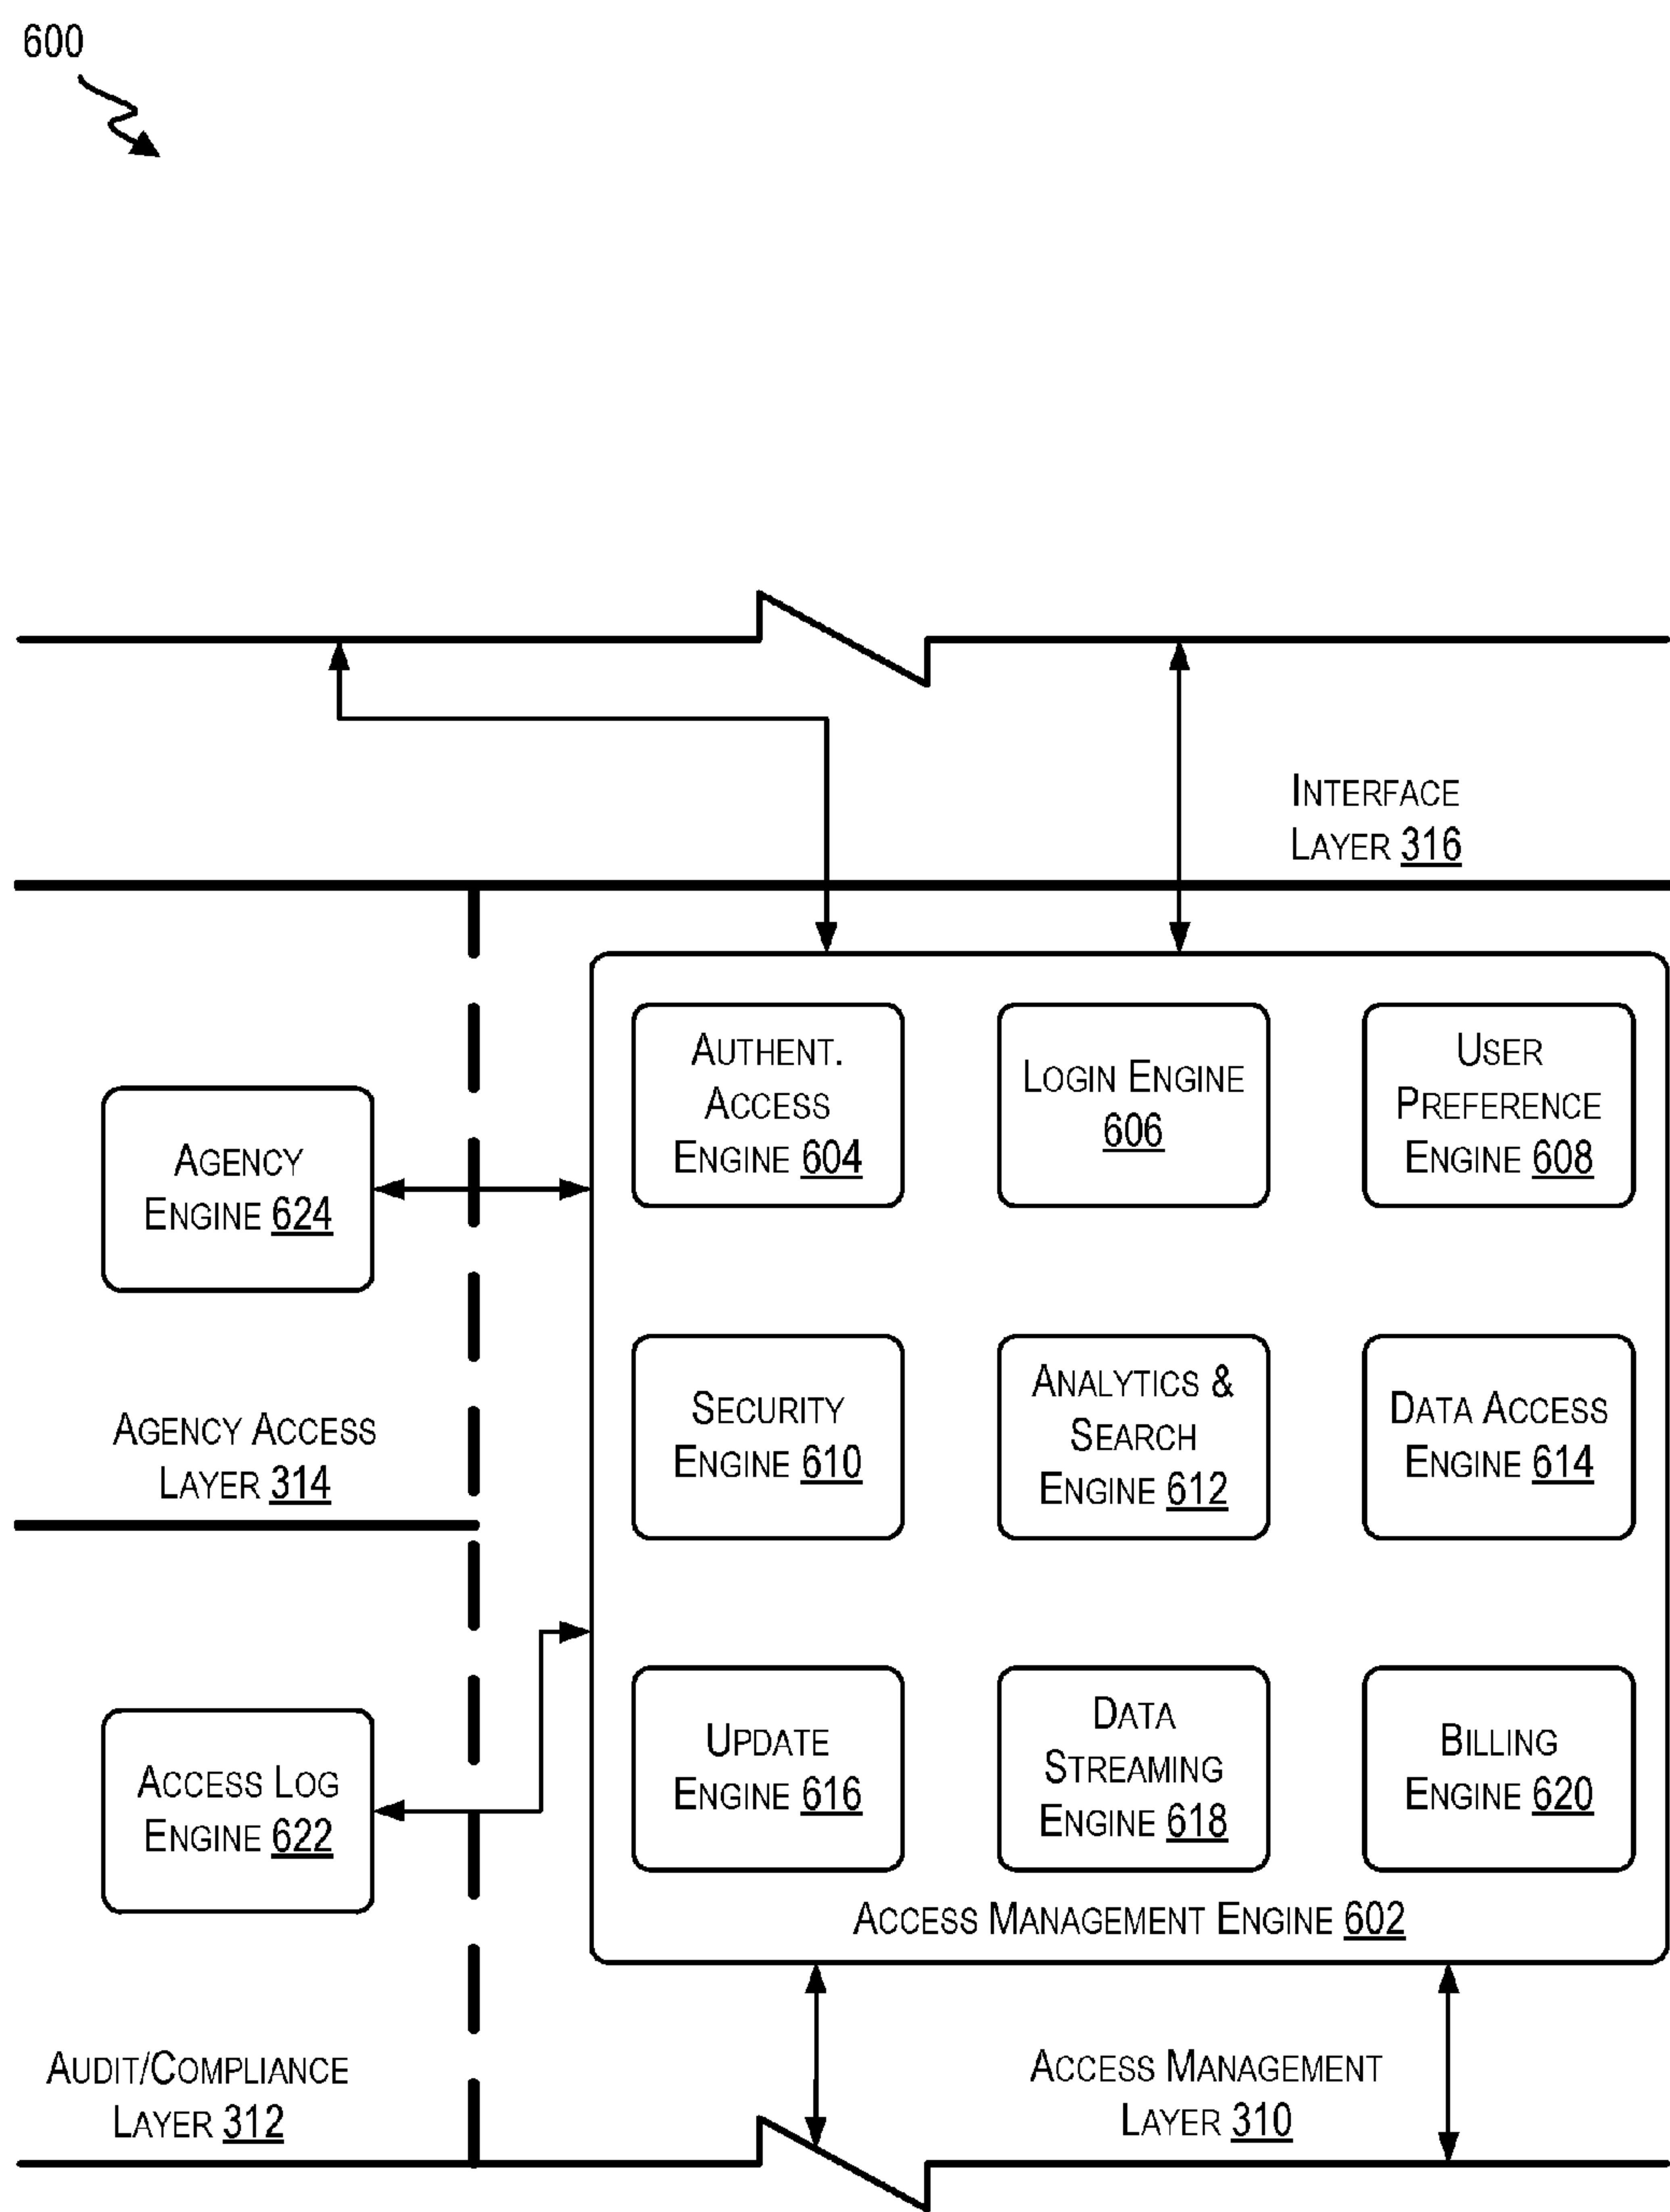 600
INTERFACE
LAYER 316
AUTHENT.
ACCESS
ENGINE 604
LOGIN ENGINE
606
USER
PREFERENCE
ENGINE 608
AGENCY
ENGINE 624
SECURITY
ENGINE 610
ANALYTICS &
SEARCH
ENGINE 612
DATA ACCESS
ENGINE 614
AGENCY ACCESS
LAYER 314
UPDATE
ENGINE 616
DATA
STREAMING
ENGINE 618
BILLING
ENGINE 620
ACCESS LOG
ENGINE 622
ACCESS MANAGEMENT ENGINE 602
AUDIT/COMPLIANCE
LAYER 312
ACCESS MANAGEMENT
LAYER 310